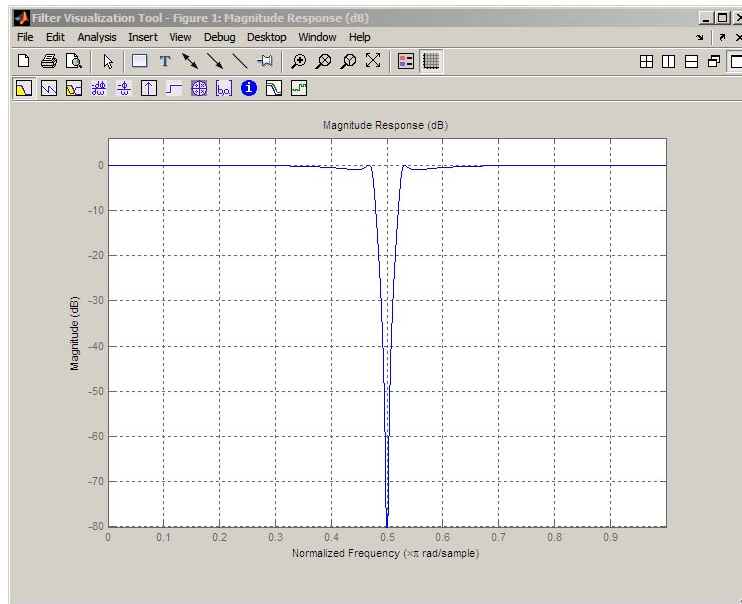 Filter Visualization Tool - Figure 1: Magnitude Response (dB)
File Edit Analysis Insert View Debug Desktop Window Help
Magnitude Response (dB)
0
-10
-20
-30
-40
-50
-60
-70
-80
Magnitude (dB)
0 0.1 0.2 0.3 0.4 0.5 0.6 0.7 0.8 0.9
Normalized Frequency (×π rad/sample)